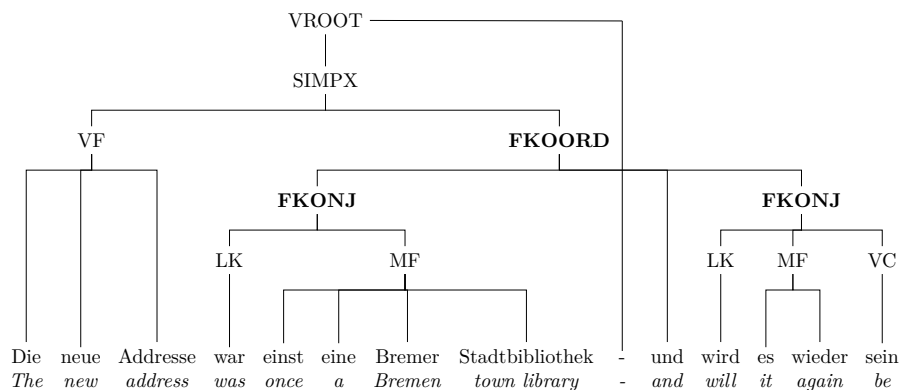 VROOT
SIMPX
VF FKOORD
FKONJ FKONJ
LK MF LK MF VC
Die neue Addresse war einst eine Bremer Stadtbibliothek - und wird es wieder sein
The new address was once a Bremen town library - and will it again be